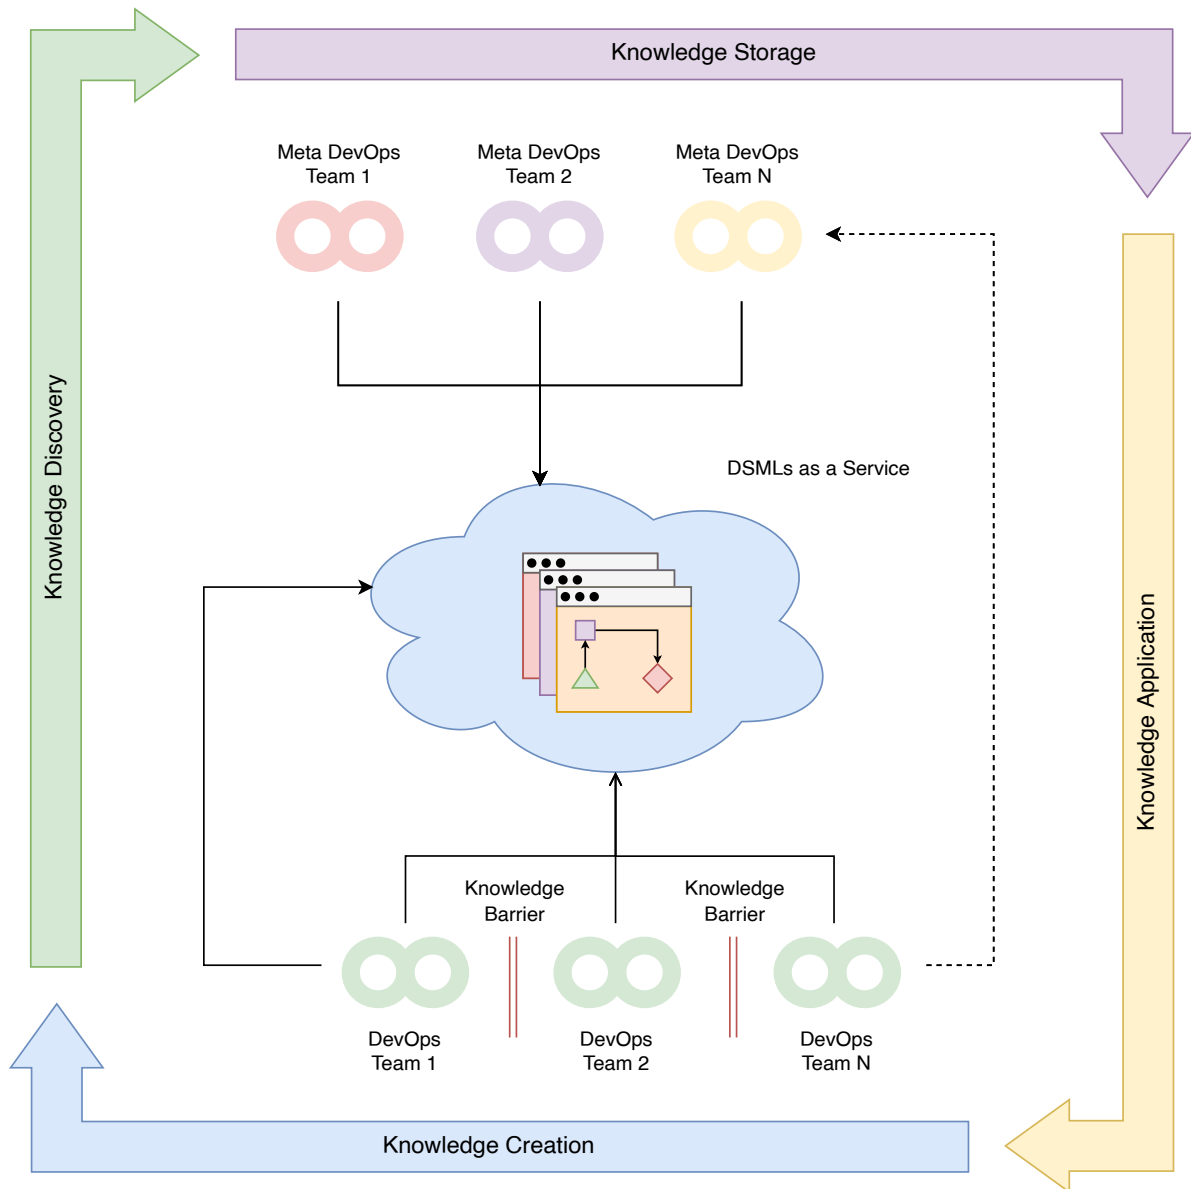 Knowledge Storage
Meta DevOps
Team 1
Meta DevOps
Team 2
Meta DevOps
Team N
Knowledge Discovery
DSMLs as a Service
Knowledge Application
Knowledge
Barrier
Knowledge
Barrier
DevOps
Team 1
DevOps
Team 2
DevOps
Team N
Knowledge Creation